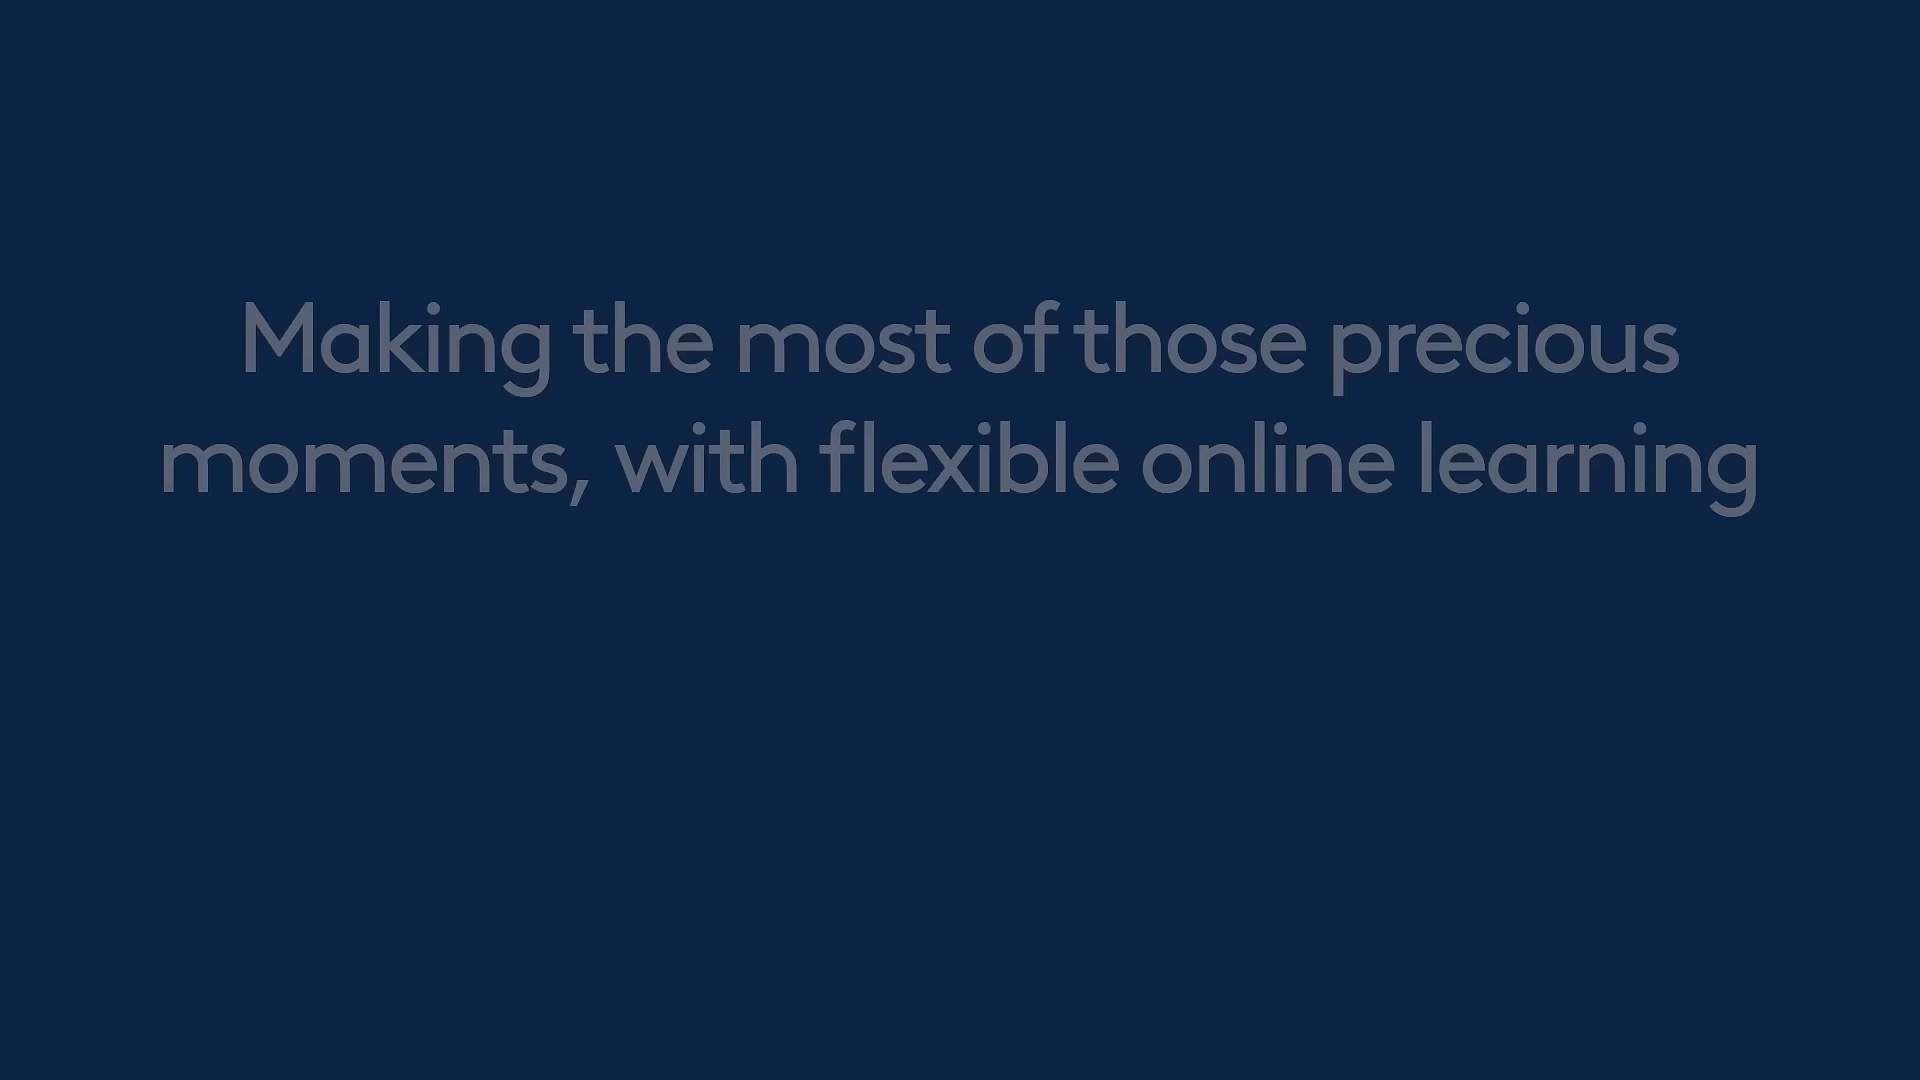 Making the most of those precious
moments, with flexible online learning